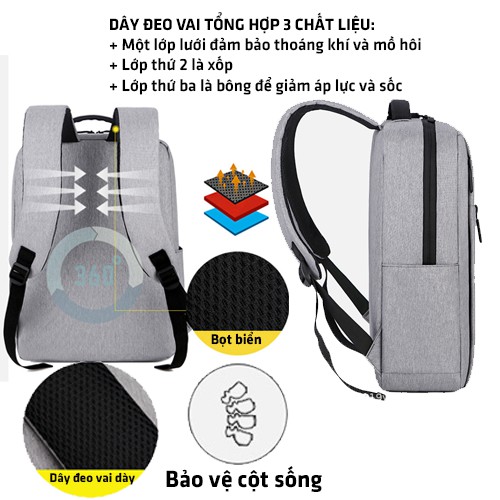 DÂY ĐEO VAI TỔNG HỢP 3 CHẤT LIỆU:
+ Một lớp lưới đảm bảo thoáng khí và mồ hôi
+ Lớp thứ 2 là xốp
+ Lớp thứ ba là bông để giảm áp lực và sốc
360°
Bọt biển
Dây đeo vai dày
Bảo vệ cột sống